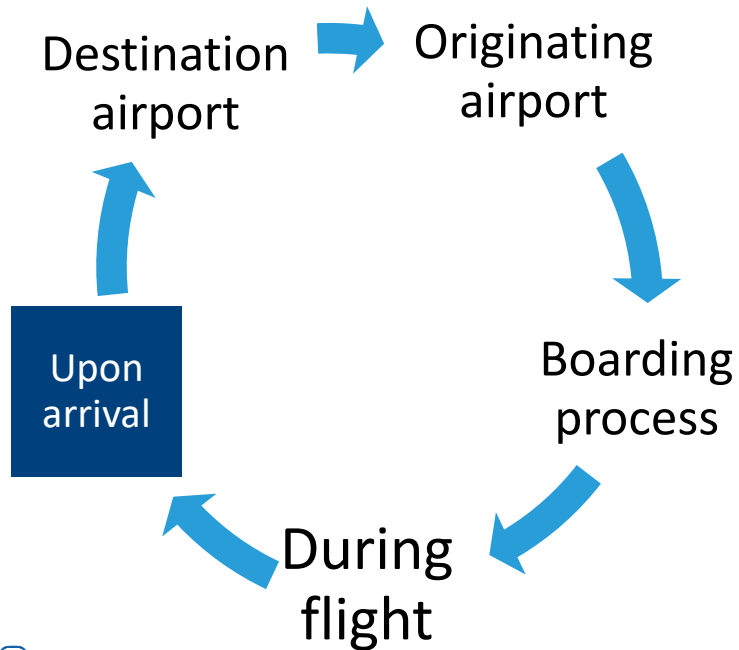 Destination
airport
Originating
airport
Boarding
process
During
flight
Upon
arrival